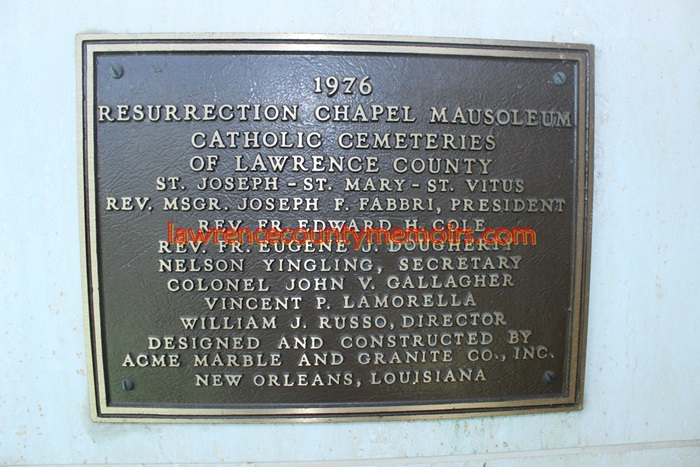 1976
RESURRECTION CHAPEL MAUSOLEUM
CATHOLIC CEMETERIES
OF LAWRENCE COUNTY
ST. JOSEPH - ST. MARY - ST. VITUS
REV. MSGR. JOSEPH F. FABBRI, PRESIDENT
REV. FR. EDWARD H. COLE
lawrencecountymemoirs.com
REV. FR. EUGENE DOUGHERTY
NELSON YINGLING, SECRETARY
COLONEL JOHN V. GALLAGHER
VINCENT P. LAMORELLA
WILLIAM J. RUSSO, DIRECTOR
DESIGNED AND CONSTRUCTED BY
ACME MARBLE AND GRANITE CO., INC.
NEW ORLEANS, LOUISIANA